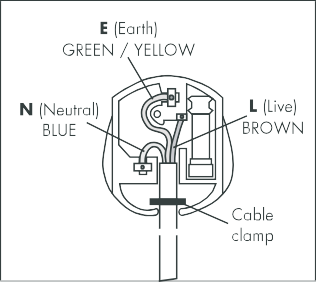 E (Earth)
GREEN / YELLOW
N (Neutral)
BLUE
L (Live)
BROWN
Cable
clamp